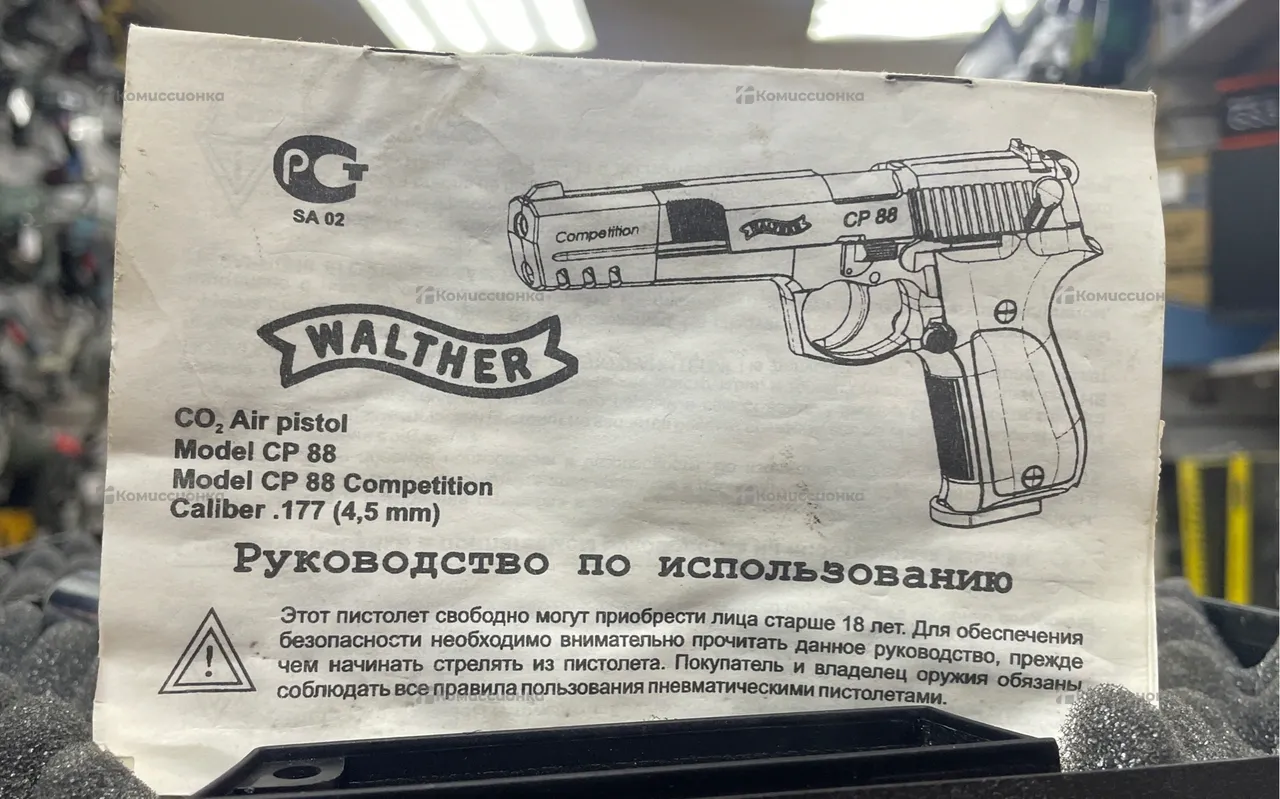 Комиссионка
Комиссионка
РСТ
SA 02
Competition
WALTHER
CP 88
Комиссионка
Комиссионка
WALTHER
CO₂ Air pistol
Model CP 88
Model CP 88 Competition
Комиссионка
Комиссионка
Caliber .177 (4,5 mm)
Руководство по использованию
Этот пистолет свободно могут приобрести лица старше 18 лет. Для обеспечения
безопасности необходимо внимательно прочитать данное руководство, прежде
чем начинать стрелять из пистолета. Покупатель и владелец оружия обязаны
соблюдать все правила пользования пневматическими пистолетами.
Комиссионка